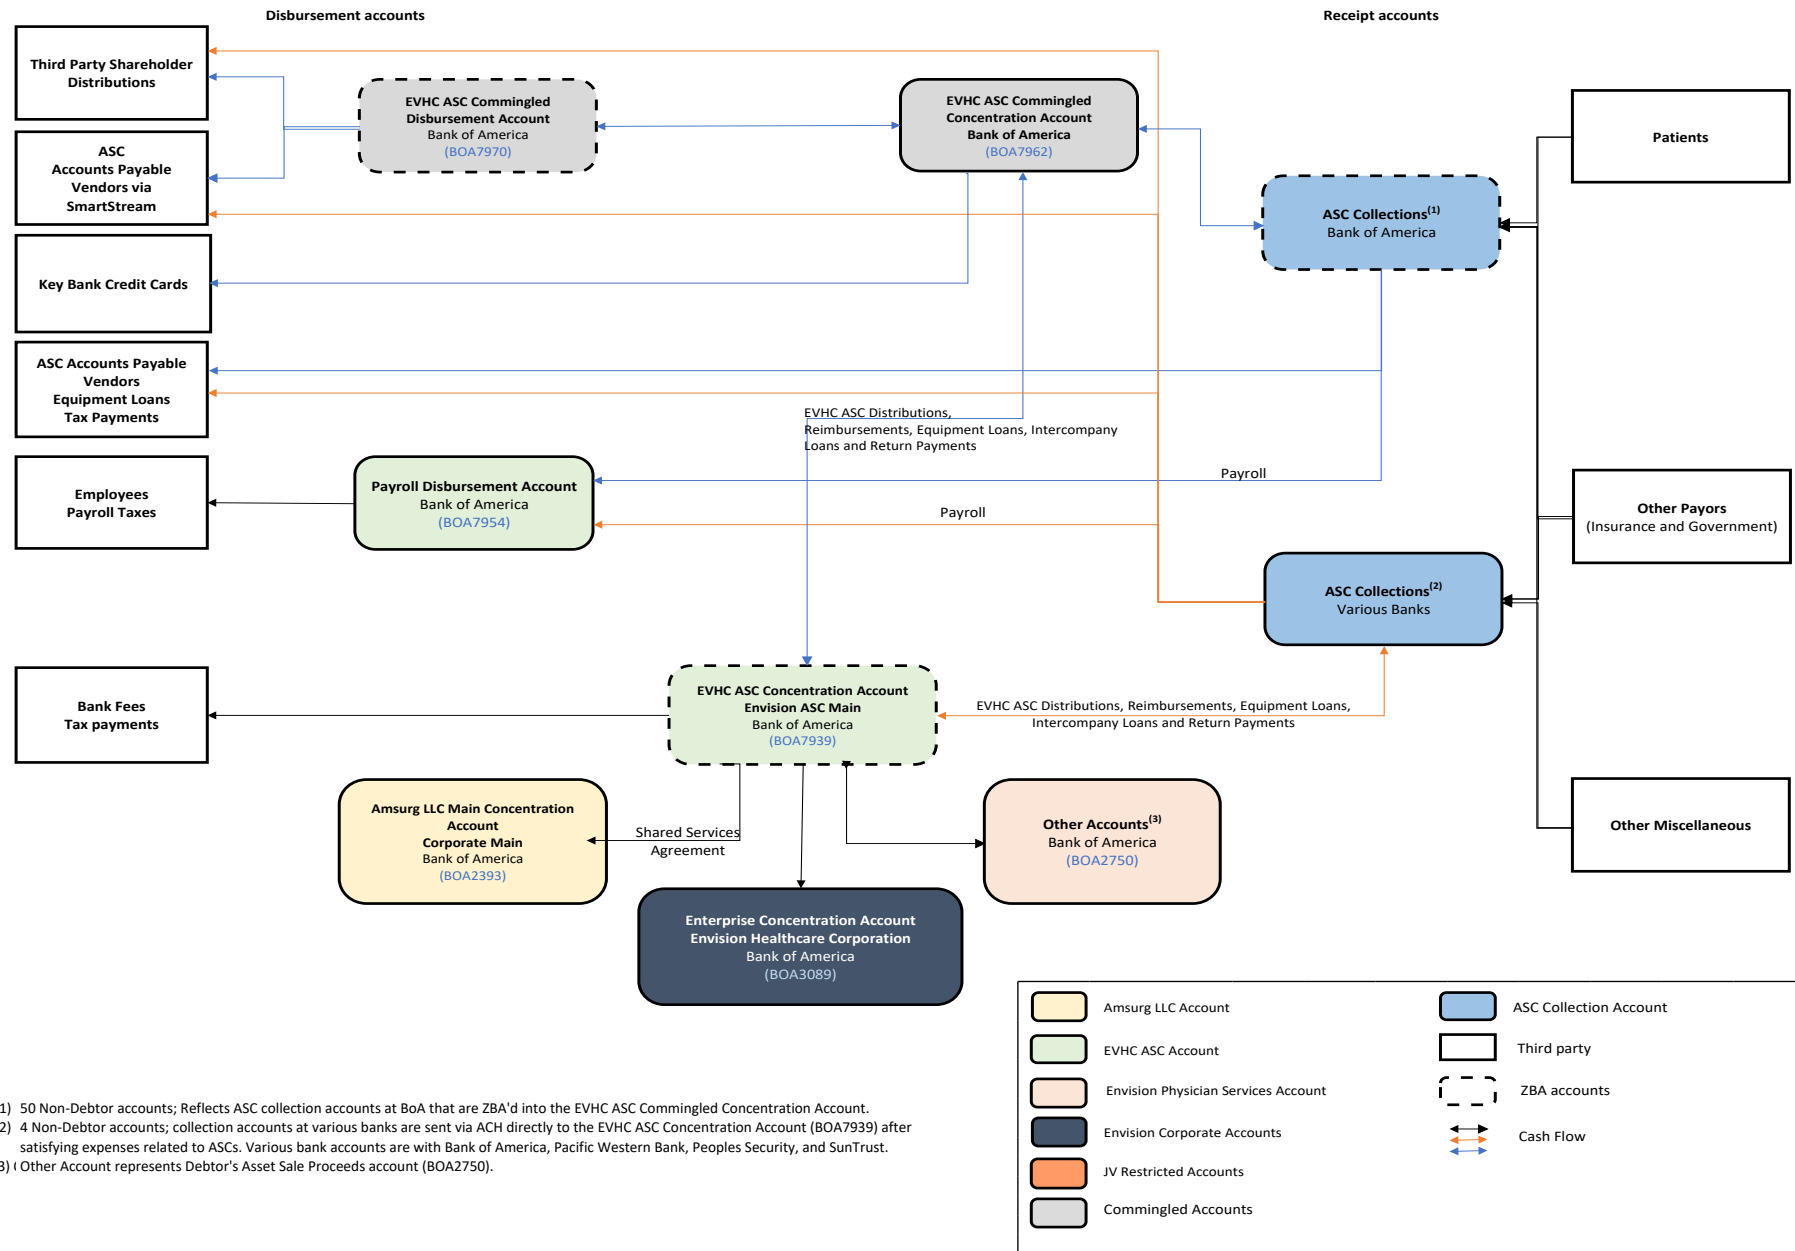 Disbursement accounts
Receipt accounts
Third Party Shareholder
Distributions
EVHC ASC Commingled
Disbursement Account
Bank of America
(BOA7970)
EVHC ASC Commingled
Concentration Account
Bank of America
(BOA7962)
Patients
ASC
Accounts Payable
Vendors via
SmartStream
ASC Collections(1)
Bank of America
Key Bank Credit Cards
ASC Accounts Payable
Vendors
Equipment Loans
Tax Payments
EVHC ASC Distributions,
Reimbursements, Equipment Loans, Intercompany
Loans and Return Payments
Employees
Payroll Taxes
Payroll Disbursement Account
Bank of America
(BOA7954)
Payroll
Payroll
Other Payors
(Insurance and Government)
ASC Collections(2)
Various Banks
Bank Fees
Tax payments
EVHC ASC Concentration Account
Envision ASC Main
Bank of America
(BOA7939)
EVHC ASC Distributions, Reimbursements, Equipment Loans,
Intercompany Loans and Return Payments
Amsurg LLC Main Concentration
Account
Corporate Main
Bank of America
(BOA2393)
Shared Services
Agreement
Other Accounts(3)
Bank of America
(BOA2750)
Other Miscellaneous
Enterprise Concentration Account
Envision Healthcare Corporation
Bank of America
(BOA3089)
Amsurg LLC Account
EVHC ASC Account
Envision Physician Services Account
Envision Corporate Accounts
JV Restricted Accounts
Commingled Accounts
ASC Collection Account
Third party
ZBA accounts
Cash Flow
1) 50 Non-Debtor accounts; Reflects ASC collection accounts at BoA that are ZBA'd into the EVHC ASC Commingled Concentration Account.
2) 4 Non-Debtor accounts; collection accounts at various banks are sent via ACH directly to the EVHC ASC Concentration Account (BOA7939) after
satisfying expenses related to ASCs. Various bank accounts are with Bank of America, Pacific Western Bank, Peoples Security, and SunTrust.
3) ( Other Account represents Debtor's Asset Sale Proceeds account (BOA2750).